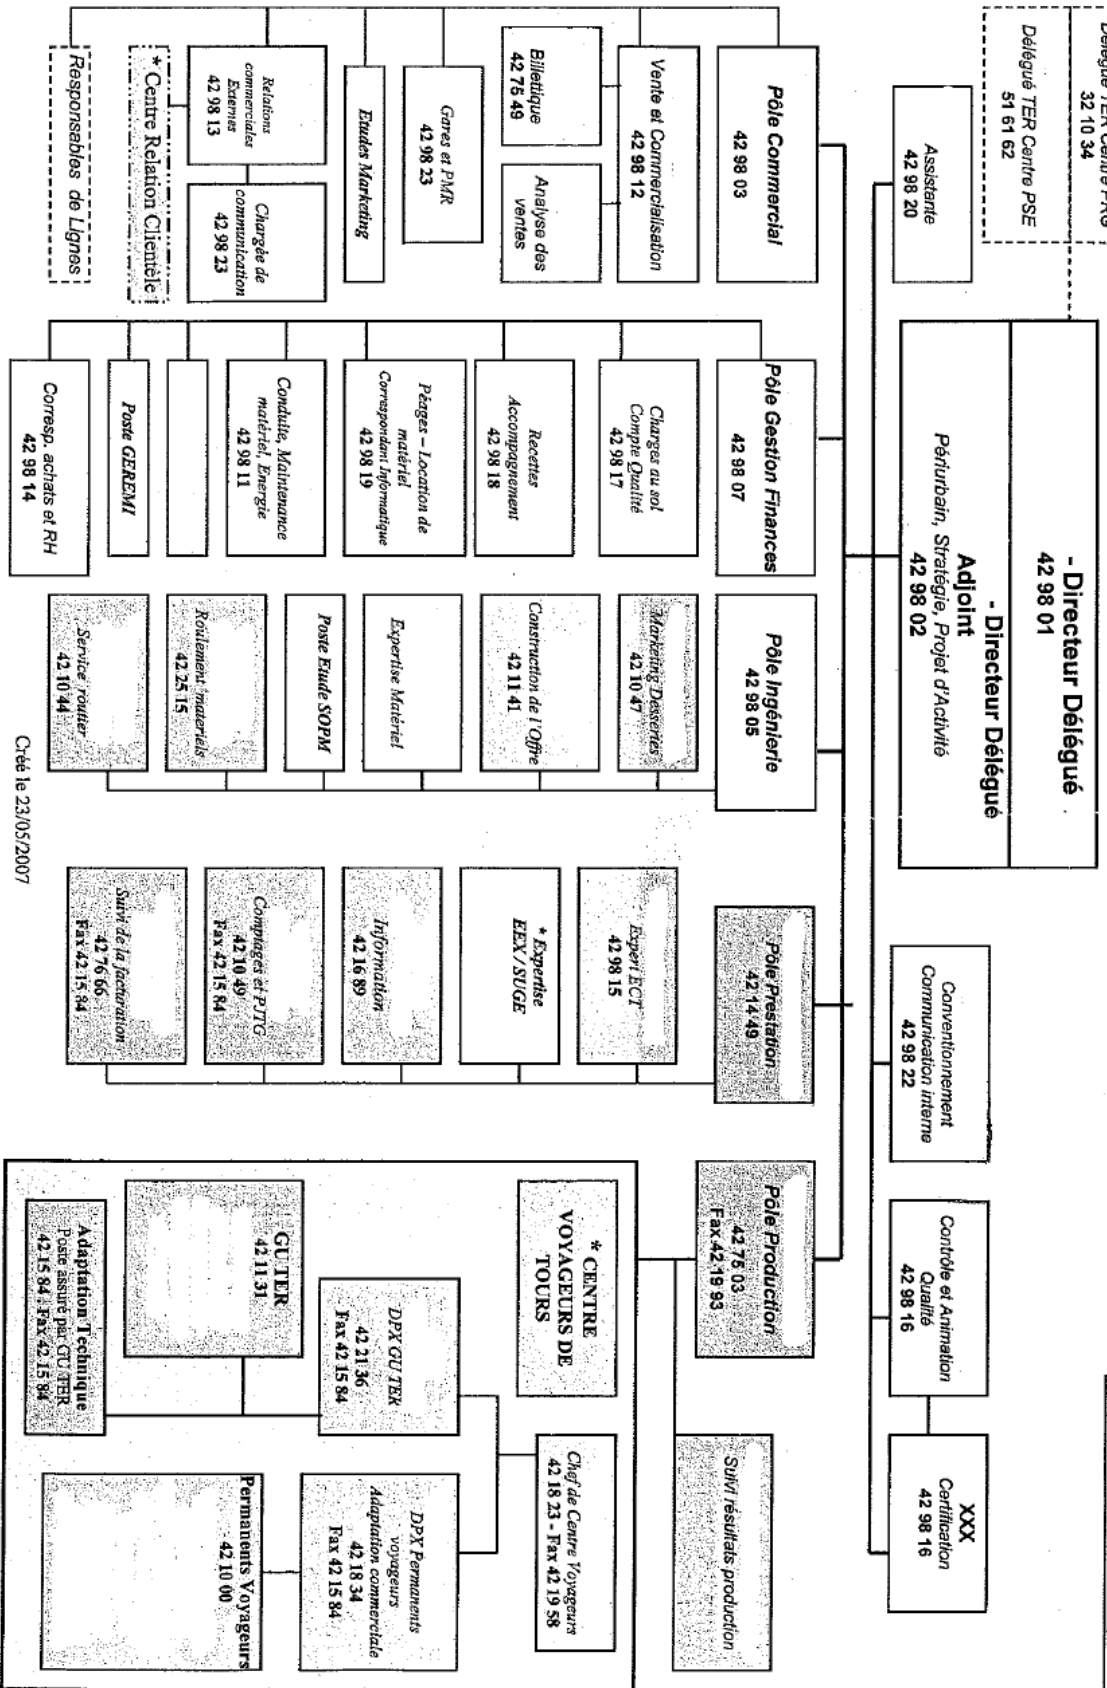 Délégué TER Centre PRG
32 10 34
Délégué TER Centre PSE
51 61 62
- Directeur Délégué
42 98 01
- Directeur Délégué
Adjoint
Périurbain, Stratégie, Projet d'Activité
42 98 02
Assistante
42 98 20
Conventionnement
Communication interne
42 98 22
Contrôle et Animation
Qualité
42 98 16
XXX
Certification
42 98 16
Pôle Commercial
42 98 03
Vente et Commercialisation
42 98 12
Billettique
42 75 49
Analyse des
ventes
Gares et PMR
42 98 23
Etudes Marketing
Relations
commerciales
Externes
42 98 13
Chargée de
communication
42 98 23
* Centre Relation Clientèle
Responsables de Lignes
Pôle Gestion Finances
42 98 07
Charges au sol
Compte Qualité
42 98 17
Recettes
Accompagnement
42 98 18
Péages – Location de
matériel
Correspondant Informatique
42 98 19
Conduite, Maintenance
matériel, Energie
42 98 11
Poste GEREMI
Corresp. achats et RH
42 98 14
Pôle Ingénierie
42 98 05
Marketing Dessertes
42 10 47
Construction de l'Offre
42 11 41
Expertise Matériel
Poste Etude SOPM
Roulement materiels
42 25 15
Service routier
42 10 44
Pôle Prestation
42 14 49
Expert ECT
42 98 15
* Expertise
EEX / SUGE
Information
42 16 89
Comptages et PJTG
42 10 49
Fax 42 15 84
Suivi de la facturation
42 76 66
Fax 42 15 84
Pôle Production
42 75 03
Fax 42 19 93
Suivi résultats production
* CENTRE
VOYAGEURS DE
TOURS
Chef de Centre Voyageurs
42 18 23 - Fax 42 19 58
DPX GU TER
42 21 36
Fax 42 15 84
DPX Permanents
voyageurs
Adaptation commerciale
42 18 34
Fax 42 15 84
GU TER
42 11 31
Permanents Voyageurs
42 10 00
Adaptation Technique
Poste assuré par GU TER
42 15 84 - Fax 42 15 84
Créé le 23/05/2007